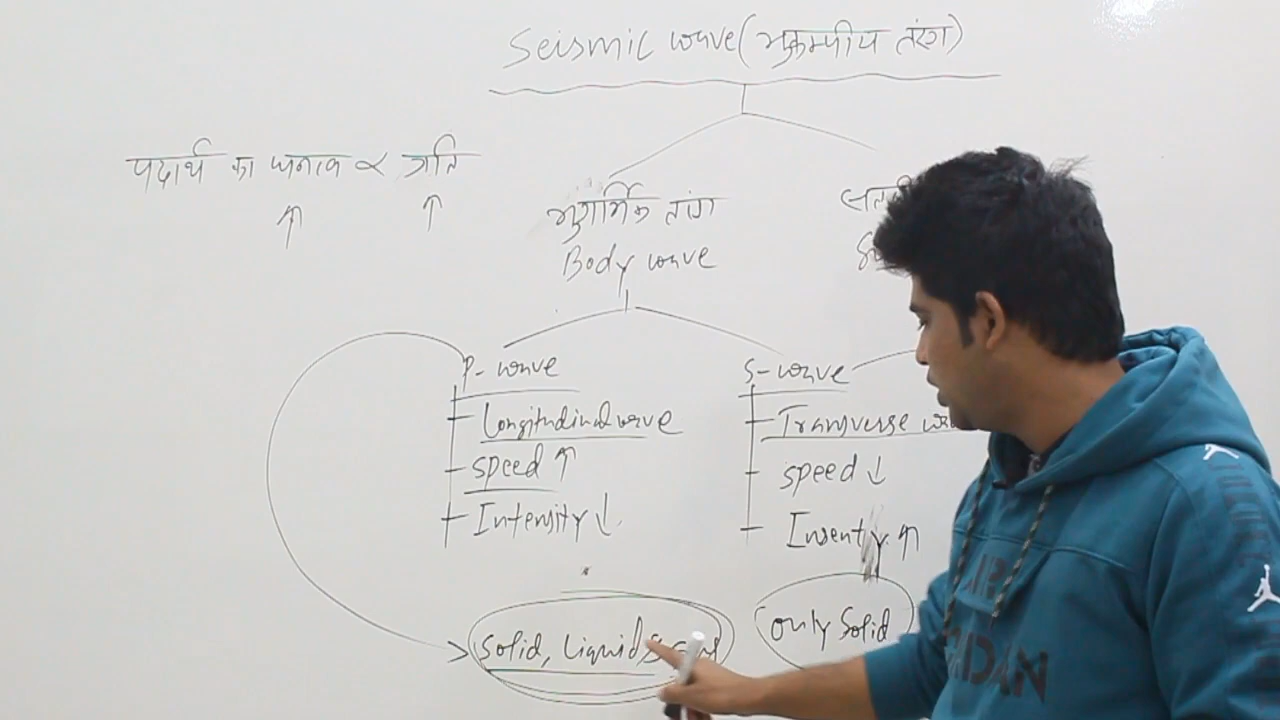 Seismic wave (भुकम्पीय तरंग)
पदार्थ का घनत्व ∝ गति
↑ ↑
भुगर्भिक तरंग
Body wave
P-wave
Longitudinal wave
speed ↑
Intensity ↓
S-wave
Transverse
speed ↓
Insenty ↑
Solid, Liquid
only Solid